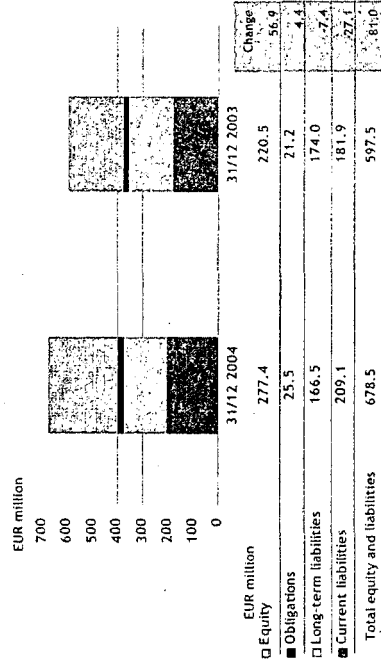 EUR million
700
600
500
400
300
200
100
0
EUR million 31/12 2004 31/12 2003 Change
Equity 277.4 220.5 56.9
Obligations 25.5 21.2 4.4
Long-term liabilities 166.5 174.0 -7.4
Current liabilities 209.1 181.9 27.1
Total equity and liabilities 678.5 597.5 81.0